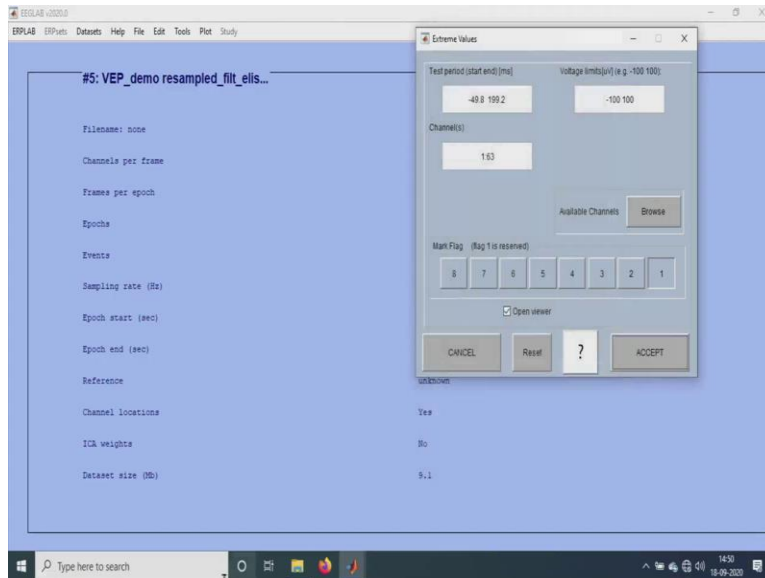 EEGLAB v2020.0
ERPLAB ERPsets Datasets Help File Edit Tools Plot Study
#5: VEP_demo resampled_filt_elis...
Filename: none
Channels per frame
Frames per epoch
Epochs
Events
Sampling rate (Hz)
Epoch start (sec)
Epoch end (sec)
Reference unknown
Channel locations Yes
ICA weights No
Dataset size (Mb) 9.1
Extreme Values
Test period (start end) [ms] Voltage limits[uV] (e.g. -100 100):
-49.8 199.2 -100 100
Channel(s)
1:63
Available Channels Browse
Mark Flag (flag 1 is reserved)
8 7 6 5 4 3 2 1
Open viewer
CANCEL Reset ? ACCEPT
Type here to search
14:50
18-09-2020